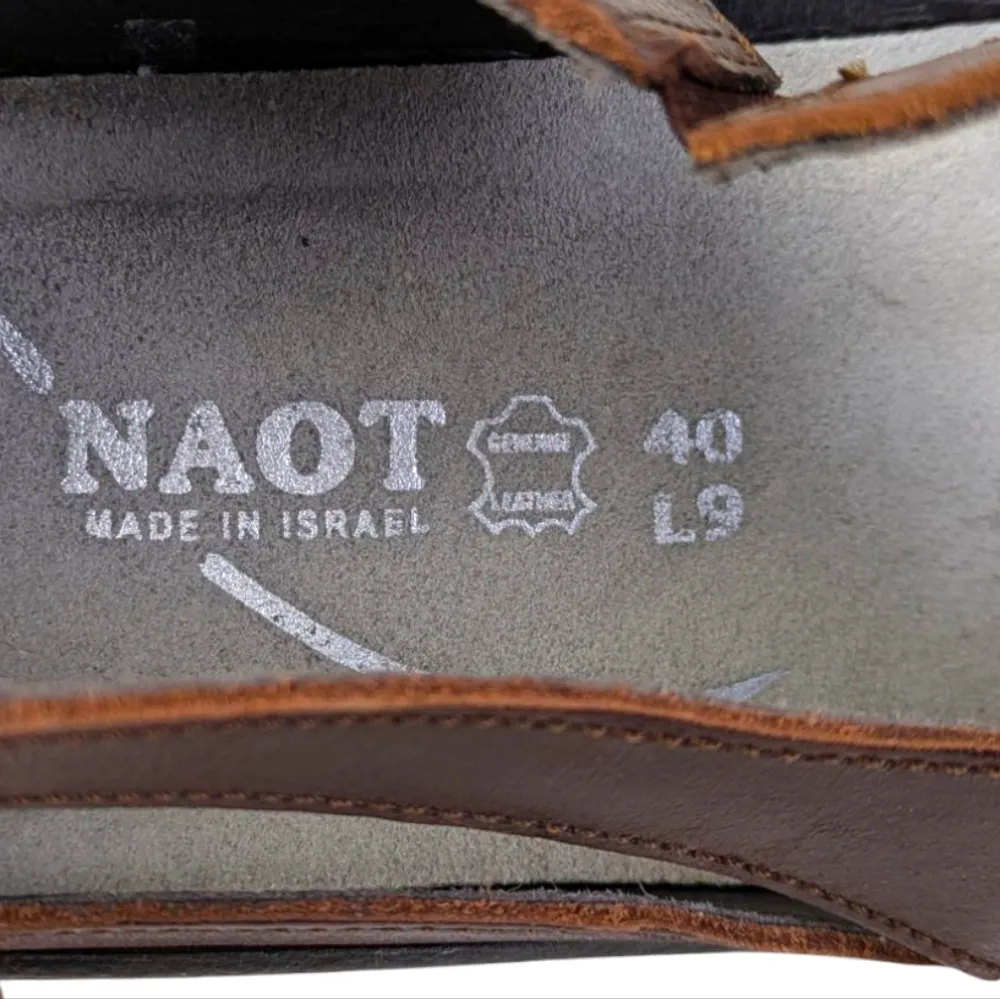 NAOT
MADE IN ISRAEL
GENUINE
LEATHER
40
L9